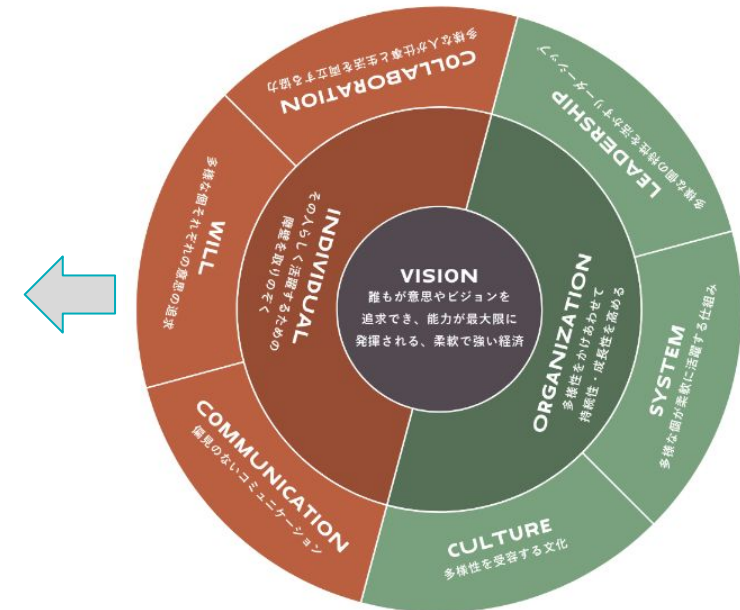 VISION
誰もが意思やビジョンを
追求でき、能力が最大限に
発揮される、柔軟で強い経済
INDIVIDUAL
その人らしく活躍するための
障壁を取りのぞく
ORGANIZATION
多様性をかけあわせて
持続性・成長性を高める
COLLABORATION
多様な人が仕事と生活を両立する協力
LEADERSHIP
多様な個の特性を活かすリーダーシップ
SYSTEM
多様な個が柔軟に活躍する仕組み
CULTURE
多様性を受容する文化
COMMUNICATION
偏見のないコミュニケーション
WILL
多様な個それぞれの意思の追求